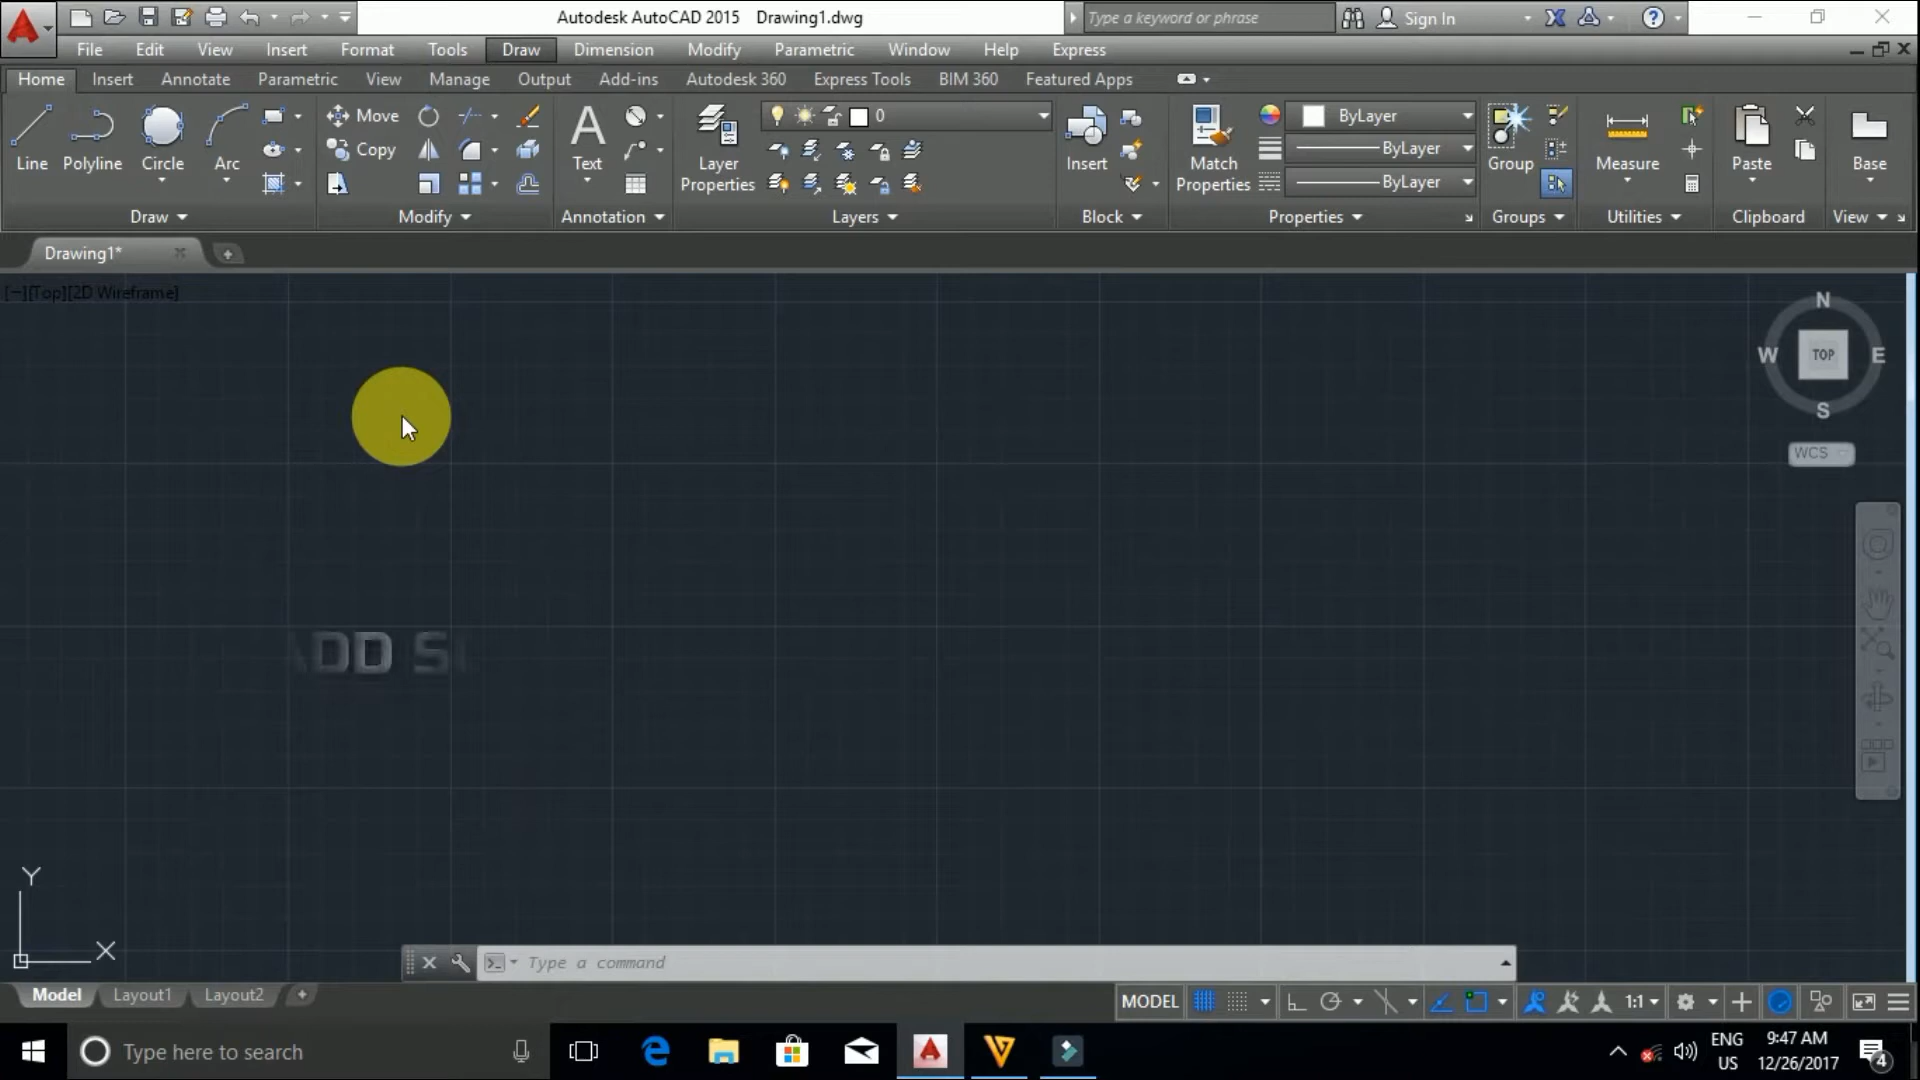 Autodesk AutoCAD 2015 Drawing1.dwg
Type a keyword or phrase
Sign In
File Edit View Insert Format Tools Draw Dimension Modify Parametric Window Help Express
Home Insert Annotate Parametric View Manage Output Add-ins Autodesk 360 Express Tools BIM 360 Featured Apps
Line Polyline Circle Arc
Move
Copy
Text
Layer Properties
0
Insert
Match Properties
ByLayer
ByLayer
ByLayer
Group
Measure
Paste
Base
Draw Modify Annotation Layers Block Properties Groups Utilities Clipboard View
Drawing1*
[−][Top][2D Wireframe]
N
W TOP E
S
WCS
DD S
Y
X
Type a command
Model Layout1 Layout2
MODEL
1:1
Type here to search
ENG
US
9:47 AM
12/26/2017
4